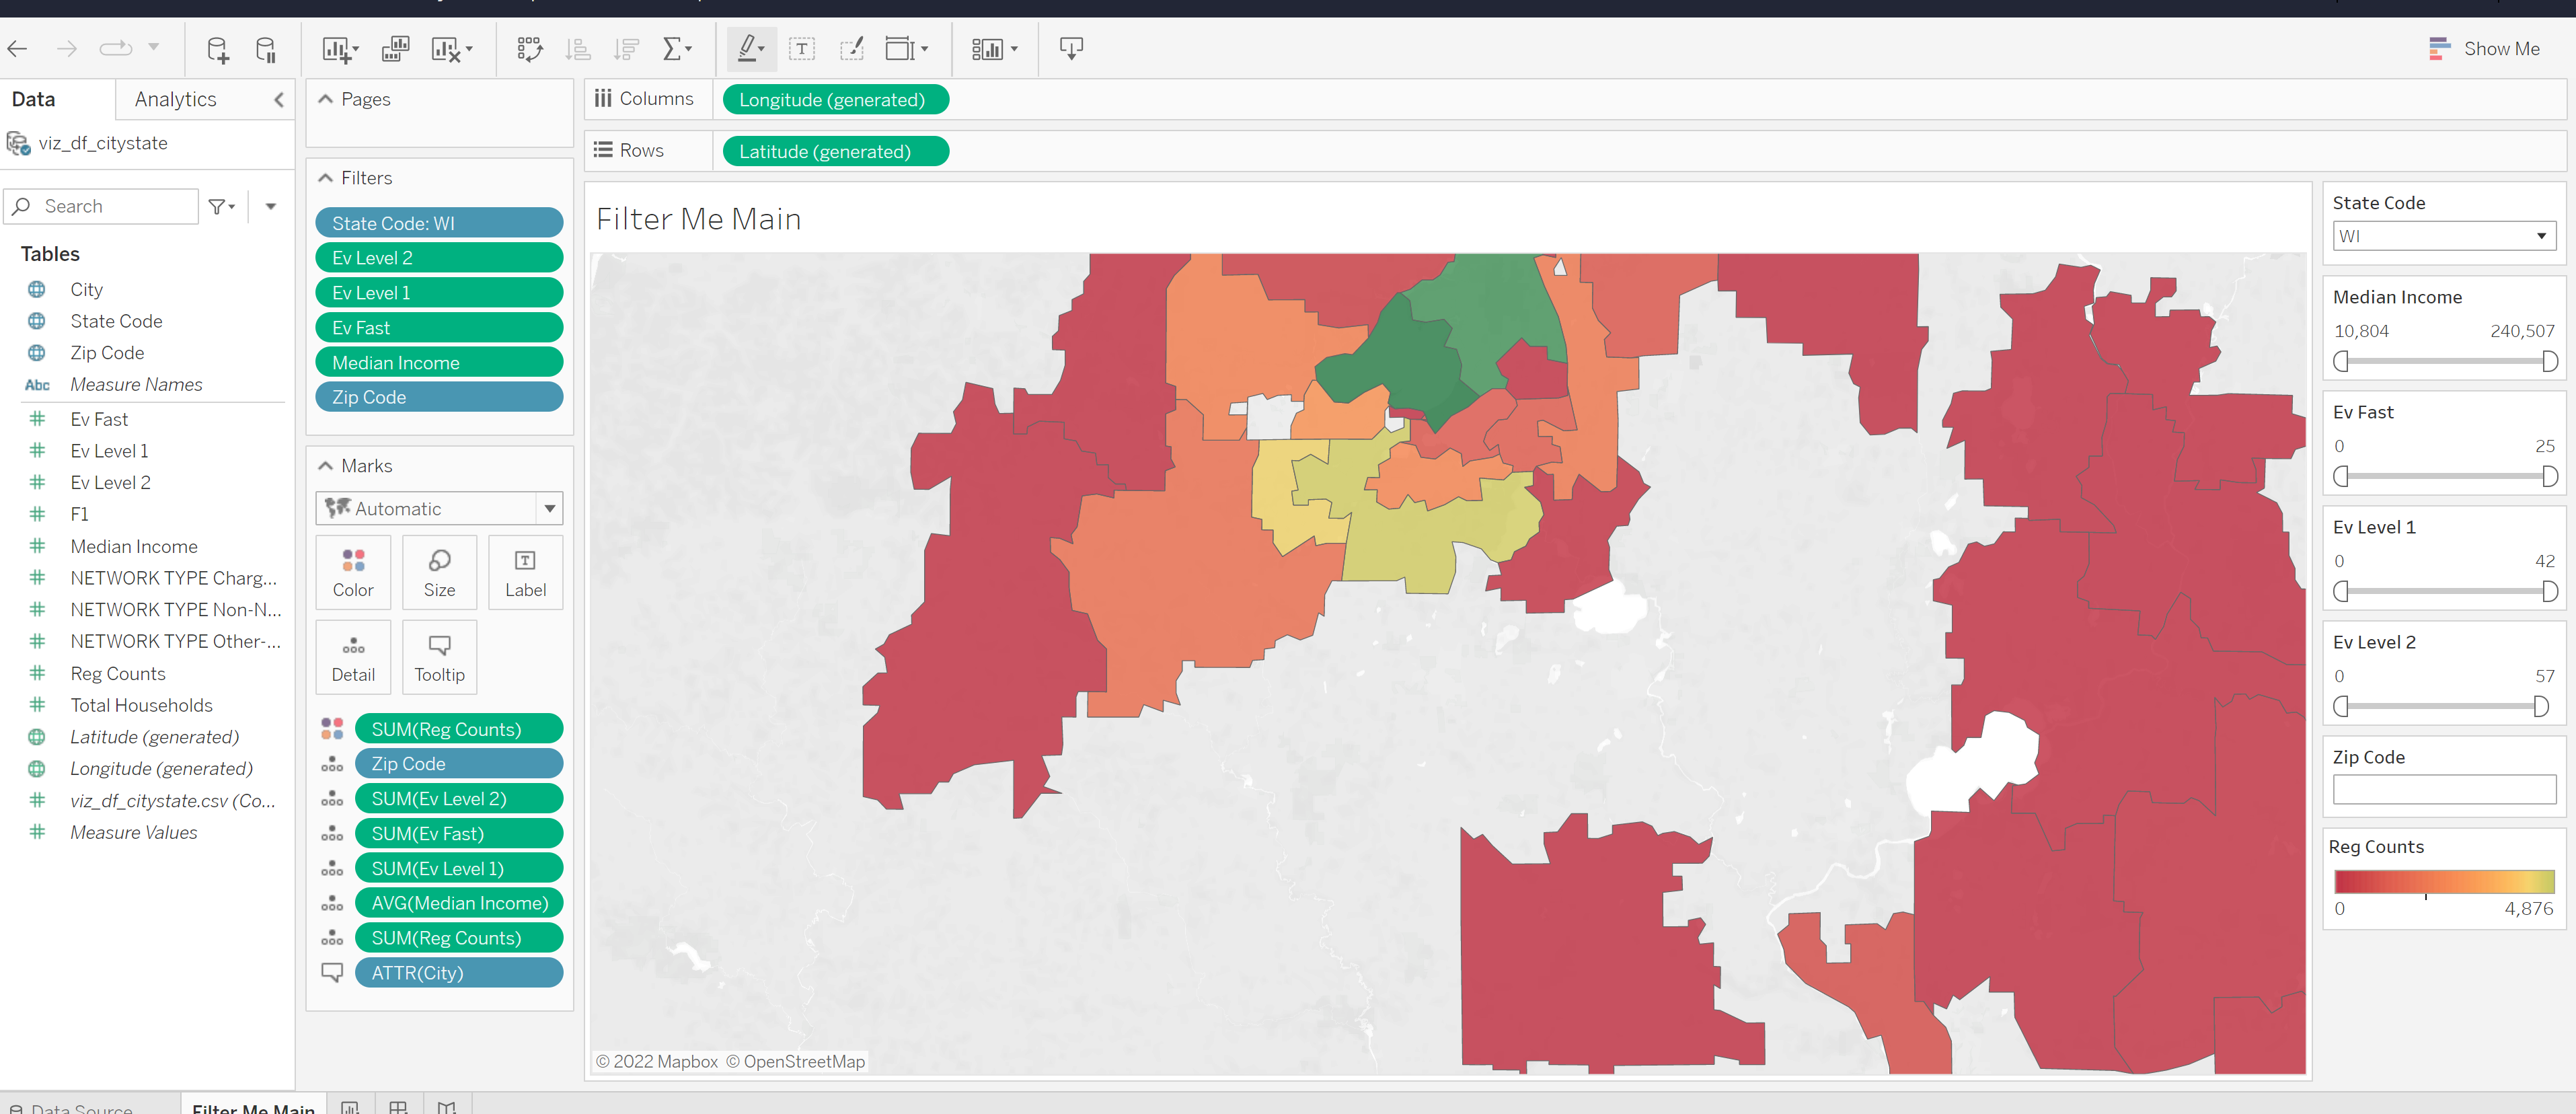 Show Me
Data
Analytics
viz_df_citystate
Search
Tables
City
State Code
Zip Code
Abc
Measure Names
Ev Fast
Ev Level 1
Ev Level 2
F1
Median Income
NETWORK TYPE Charg...
NETWORK TYPE Non-N...
NETWORK TYPE Other-...
Reg Counts
Total Households
Latitude (generated)
Longitude (generated)
viz_df_citystate.csv (Co...
Measure Values
Pages
Filters
State Code: WI
Ev Level 2
Ev Level 1
Ev Fast
Median Income
Zip Code
Marks
Automatic
Color
Size
Label
Detail
Tooltip
SUM(Reg Counts)
Zip Code
SUM(Ev Level 2)
SUM(Ev Fast)
SUM(Ev Level 1)
AVG(Median Income)
SUM(Reg Counts)
ATTR(City)
Columns
Longitude (generated)
Rows
Latitude (generated)
Filter Me Main
© 2022 Mapbox © OpenStreetMap
State Code
WI
Median Income
10,804 240,507
Ev Fast
0 25
Ev Level 1
0 42
Ev Level 2
0 57
Zip Code
Reg Counts
0 4,876
Data Source
Filter Me Main